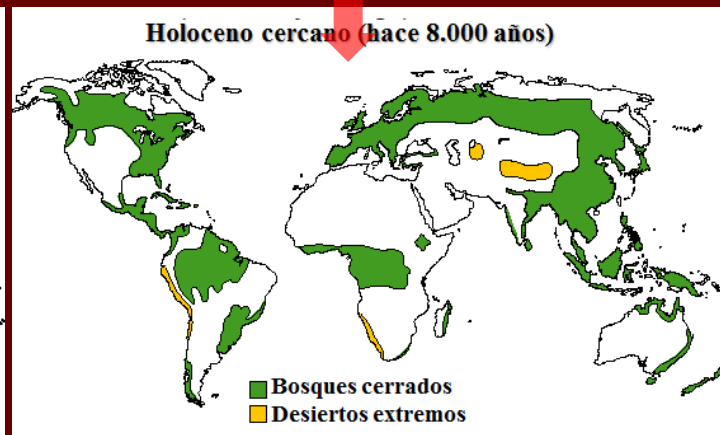 Holoceno cercano (hace 8.000 años)
Bosques cerrados
Desiertos extremos